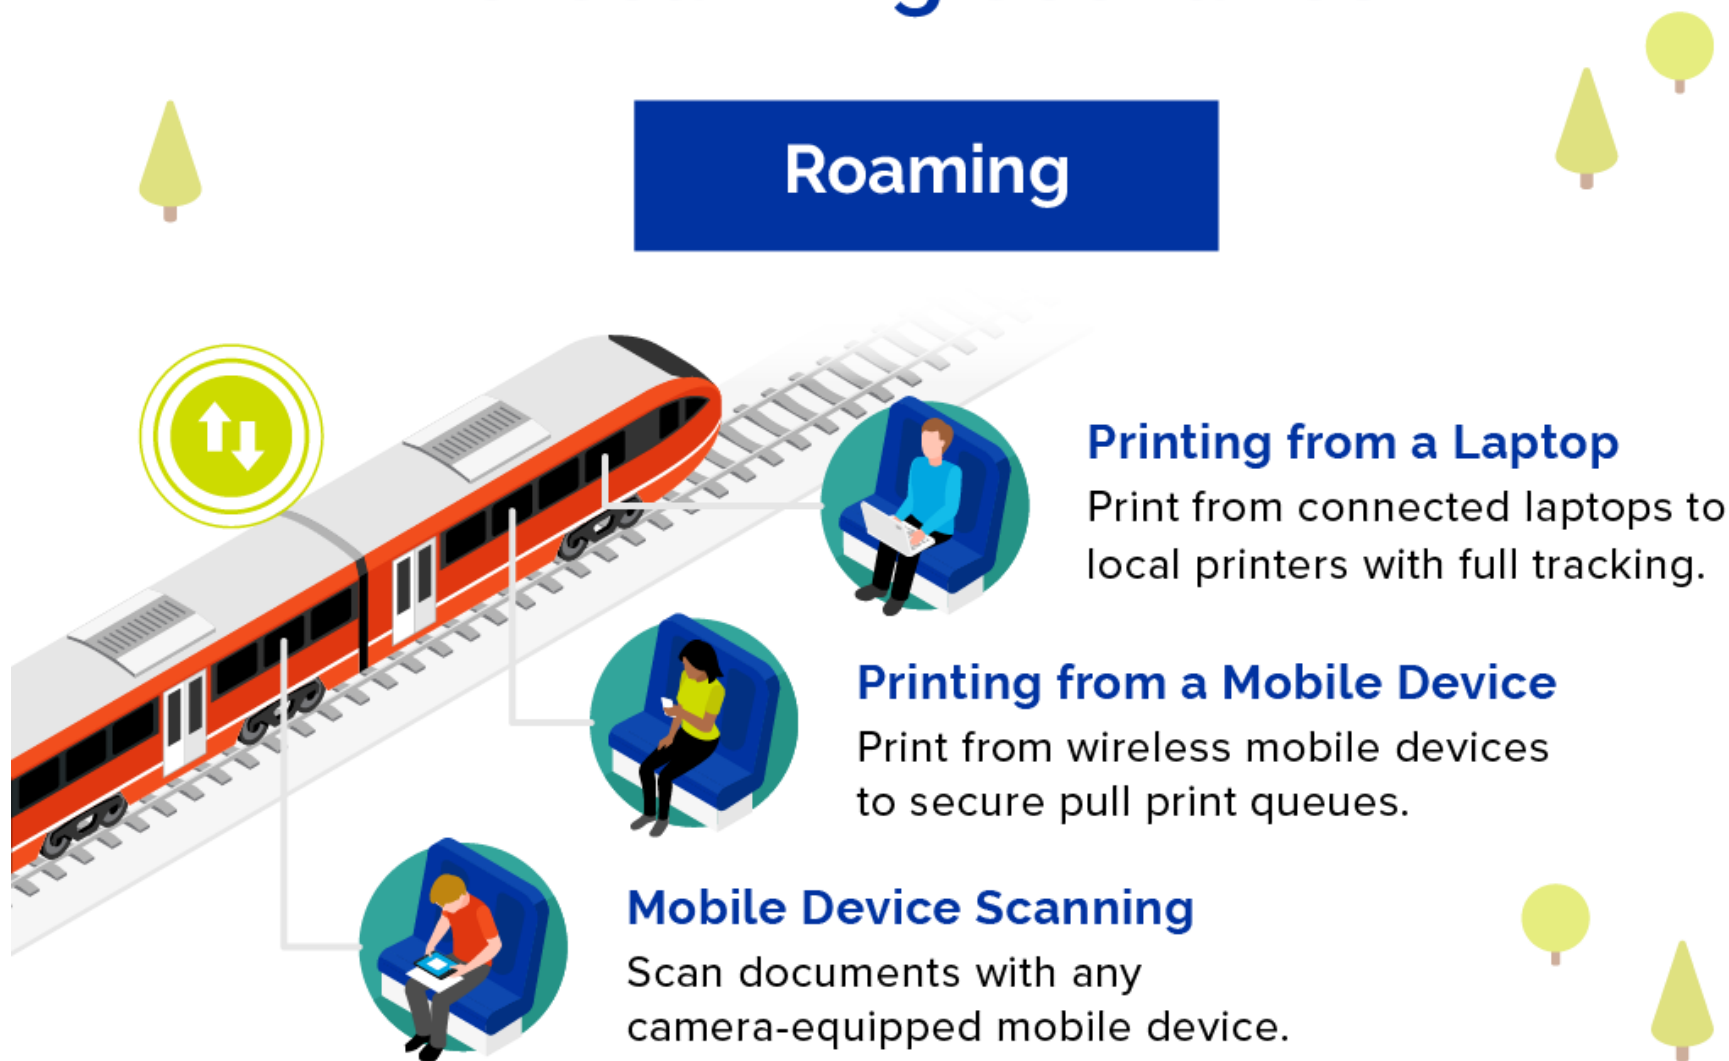 Roaming
Printing from a Laptop
Print from connected laptops to
local printers with full tracking.
Printing from a Mobile Device
Print from wireless mobile devices
to secure pull print queues.
Mobile Device Scanning
Scan documents with any
camera-equipped mobile device.